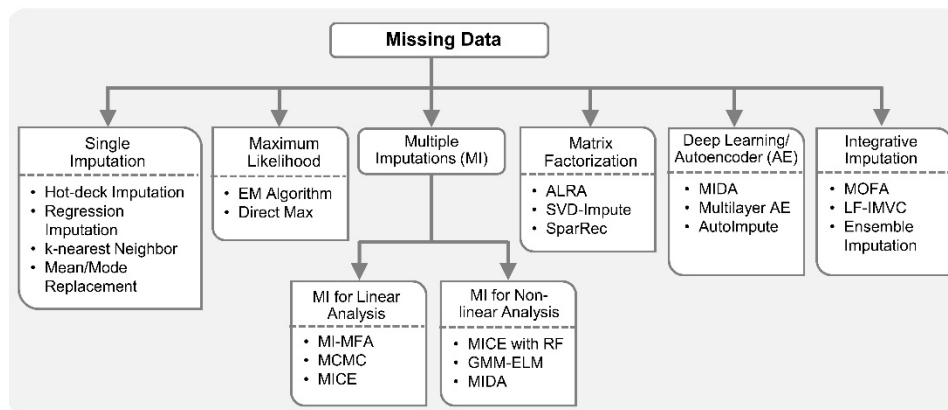 Missing Data
Single
Imputation
• Hot-deck Imputation
• Regression
Imputation
• k-nearest Neighbor
• Mean/Mode
Replacement
Maximum
Likelihood
• EM Algorithm
• Direct Max
Multiple
Imputations (MI)
Matrix
Factorization
• ALRA
• SVD-Impute
• SparRec
Deep Learning/
Autoencoder (AE)
• MIDA
• Multilayer AE
• AutoImpute
Integrative
Imputation
• MOFA
• LF-IMVC
• Ensemble
Imputation
MI for Linear
Analysis
• MI-MFA
• MCMC
• MICE
MI for Non-
linear Analysis
• MICE with RF
• GMM-ELM
• MIDA